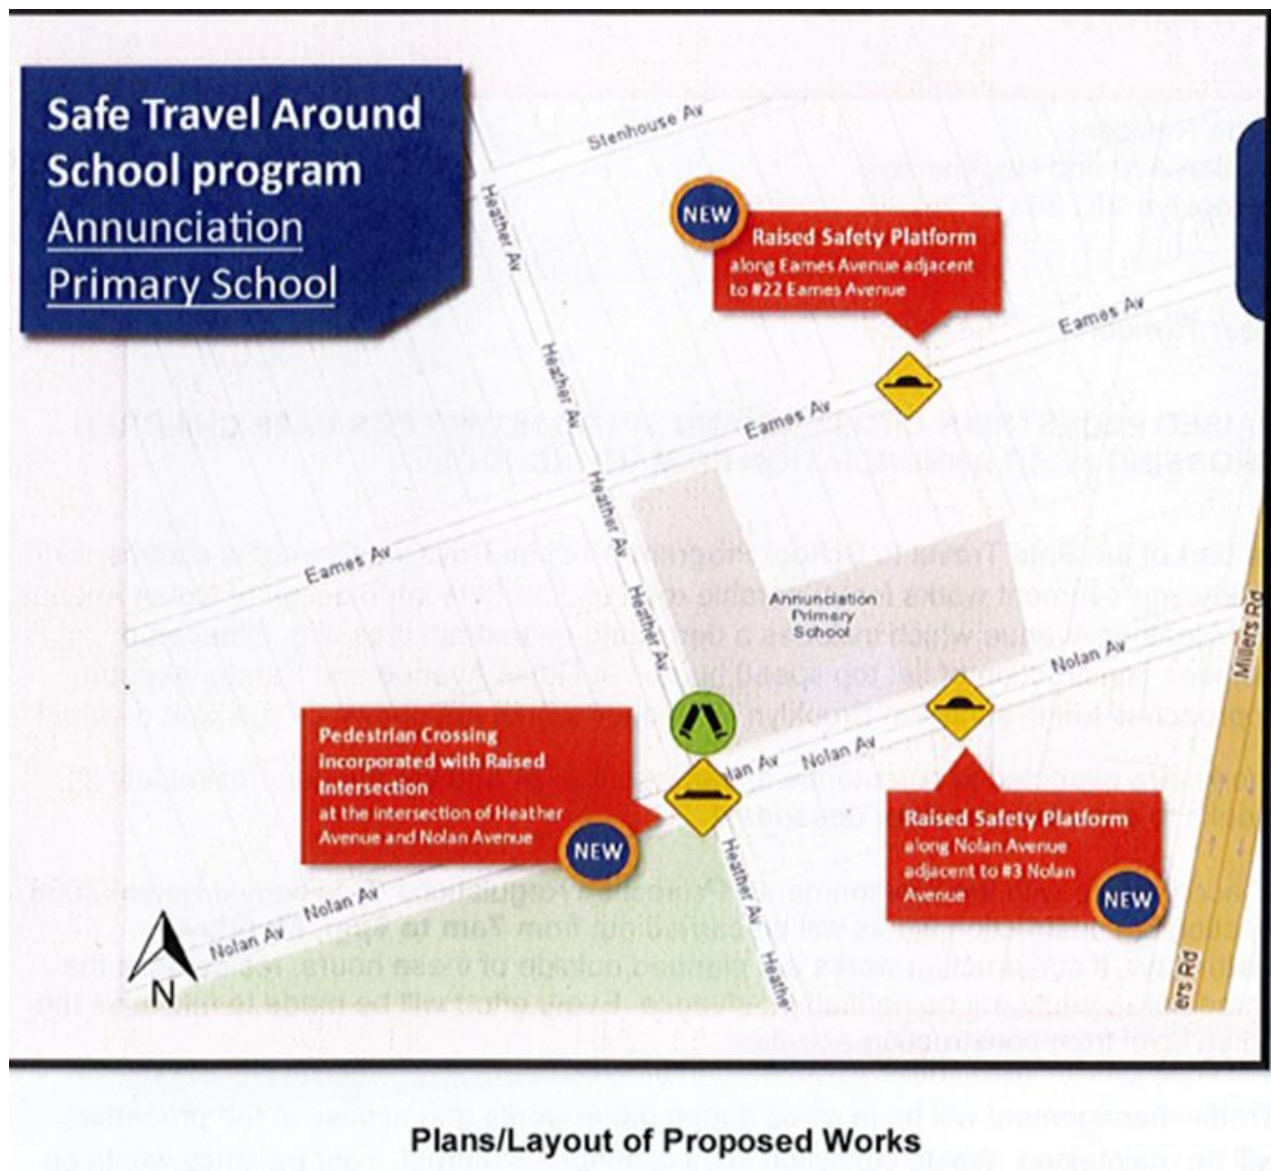 Safe Travel Around
School program
Annunciation
Primary School
Stenhouse Av
Heather Av
NEW
Raised Safety Platform
along Eames Avenue adjacent
to #22 Eames Avenue
Eames Av
Heather Av
Eames Av
Heather Av
Eames Av
Heather Av
Annunciation
Primary
School
Millers Rd
Nolan Av
Nolan Av
lan Av
Pedestrian Crossing
incorporated with Raised
Intersection
at the intersection of Heather
Avenue and Nolan Avenue
NEW
Raised Safety Platform
along Nolan Avenue
adjacent to #3 Nolan
Avenue
NEW
Heather Av
Nolan Av
Nolan Av
Heathe
ers Rd
N
Plans/Layout of Proposed Works